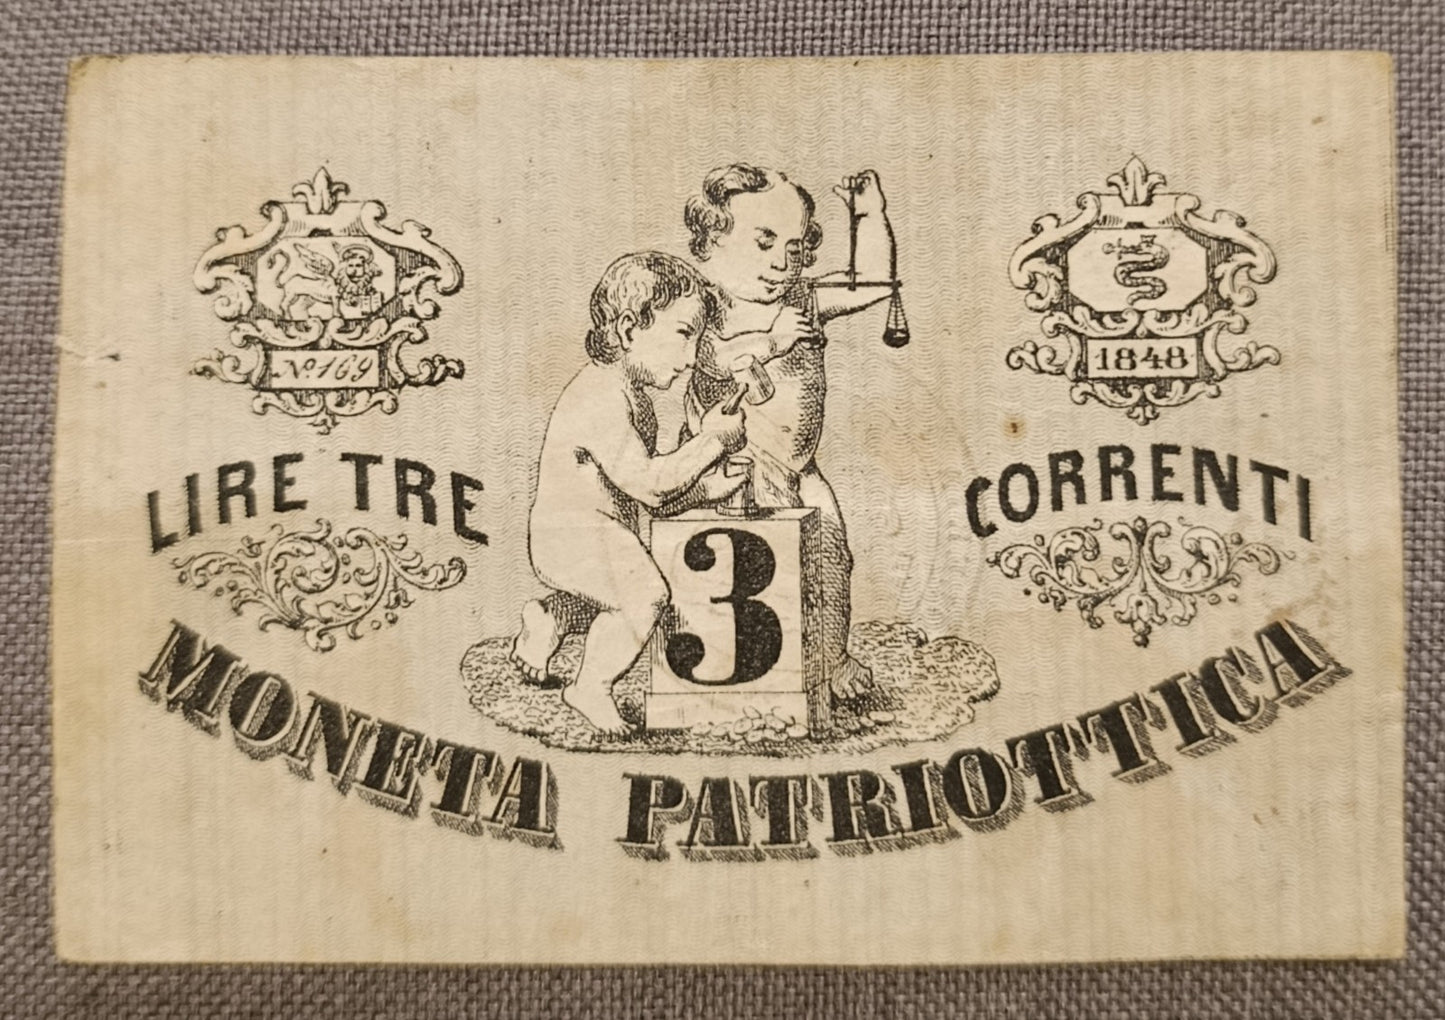 Nº. 169
1848
LIRE TRE
CORRENTI
3
MONETA PATRIOTTICA